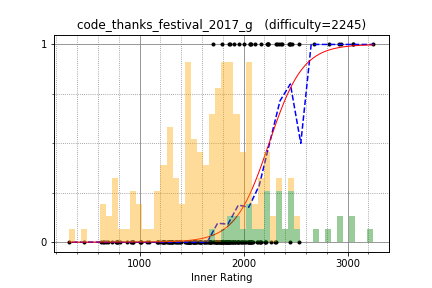 code_thanks_festival_2017_g (difficulty=2245)
1
0
1000 2000 3000
Inner Rating